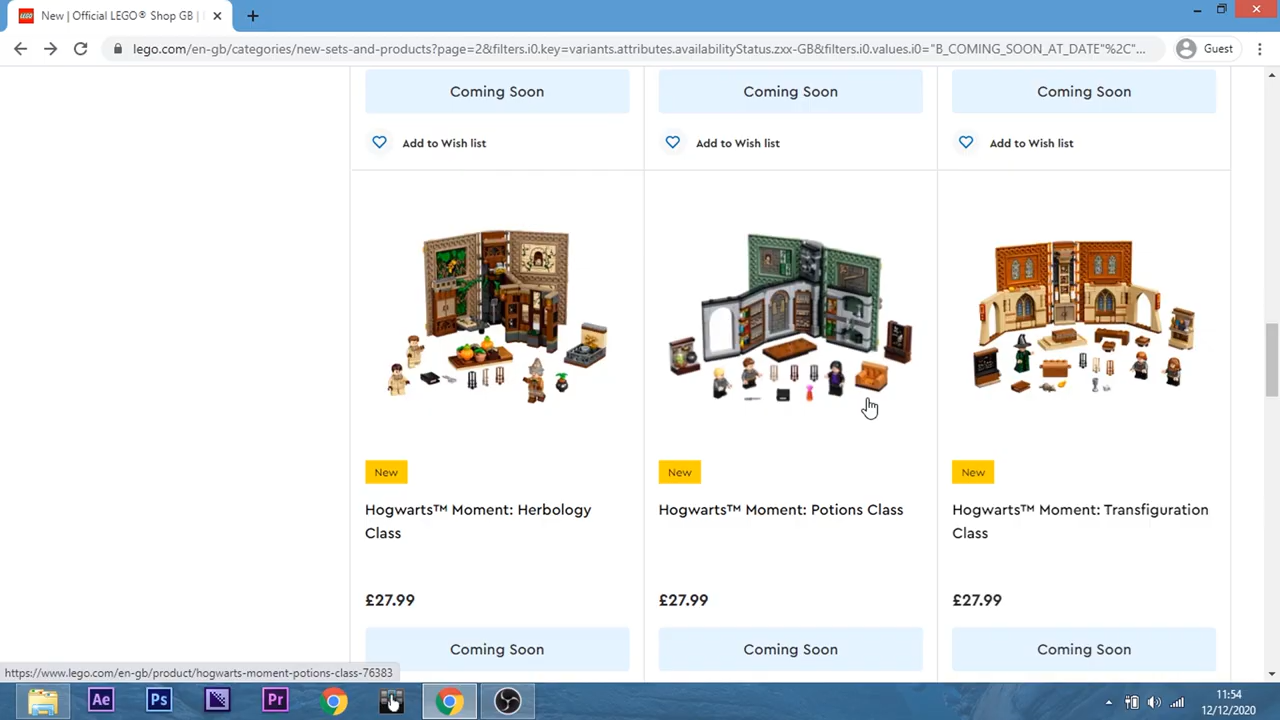 New | Official LEGO® Shop GB |
lego.com/en-gb/categories/new-sets-and-products?page=2&filters.i0.key=variants.attributes.availabilityStatus.zxx-GB&filters.i0.values.i0="B_COMING_SOON_AT_DATE"%2C"...
Guest
Coming Soon
Coming Soon
Coming Soon
Add to Wish list
Add to Wish list
Add to Wish list
New
New
New
Hogwarts™ Moment: Herbology
Class
Hogwarts™ Moment: Potions Class
Hogwarts™ Moment: Transfiguration
Class
£27.99
£27.99
£27.99
Coming Soon
Coming Soon
Coming Soon
https://www.lego.com/en-gb/product/hogwarts-moment-potions-class-76383
Ae
Ps
Pr
11:54
12/12/2020